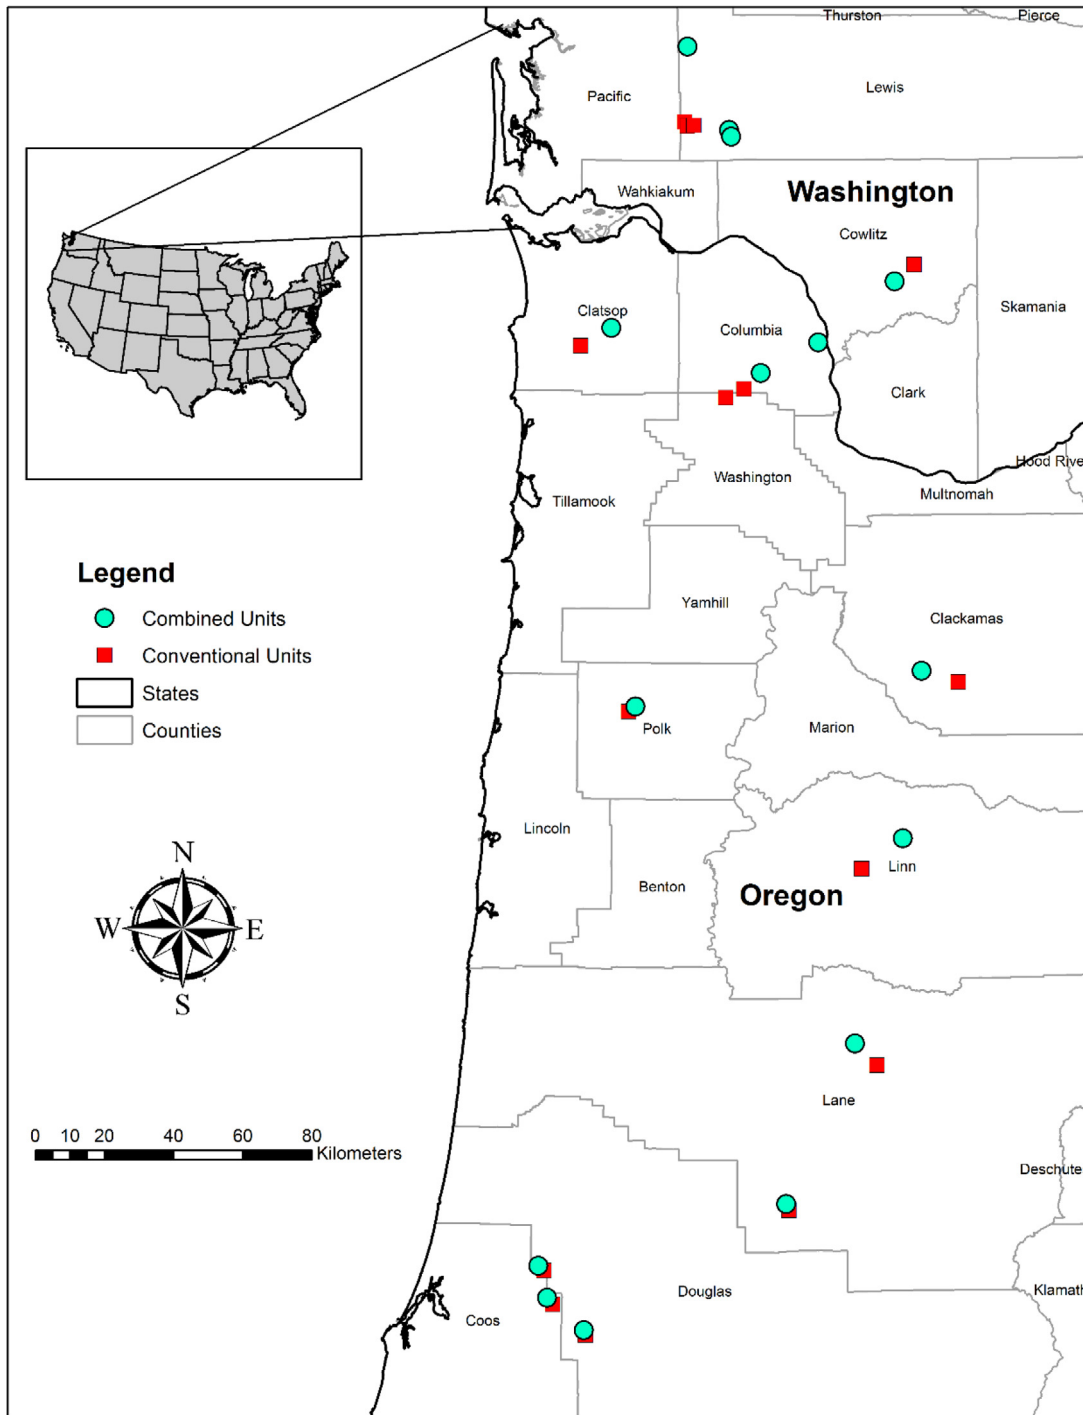 Thurston
Pierce
Pacific
Lewis
Wahkiakum
Washington
Cowlitz
Skamania
Clatsop
Columbia
Clark
Hood Rive
Washington
Multnomah
Tillamook
Legend
Combined Units
Conventional Units
States
Counties
Yamhill
Clackamas
Polk
Marion
Lincoln
Linn
Benton
Oregon
N
W E
S
Lane
0 10 20 40 60 80
Kilometers
Deschute
Douglas
Klamath
Coos